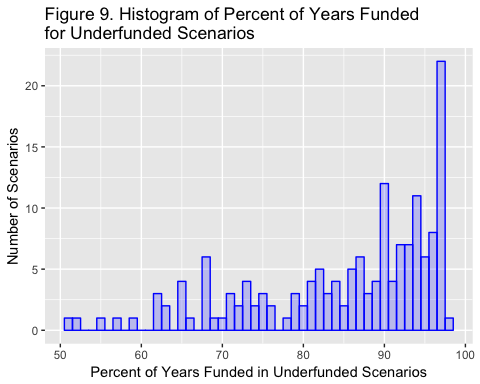 Figure 9. Histogram of Percent of Years Funded
for Underfunded Scenarios
Number of Scenarios
20
15
10
5
0
50 60 70 80 90 100
Percent of Years Funded in Underfunded Scenarios